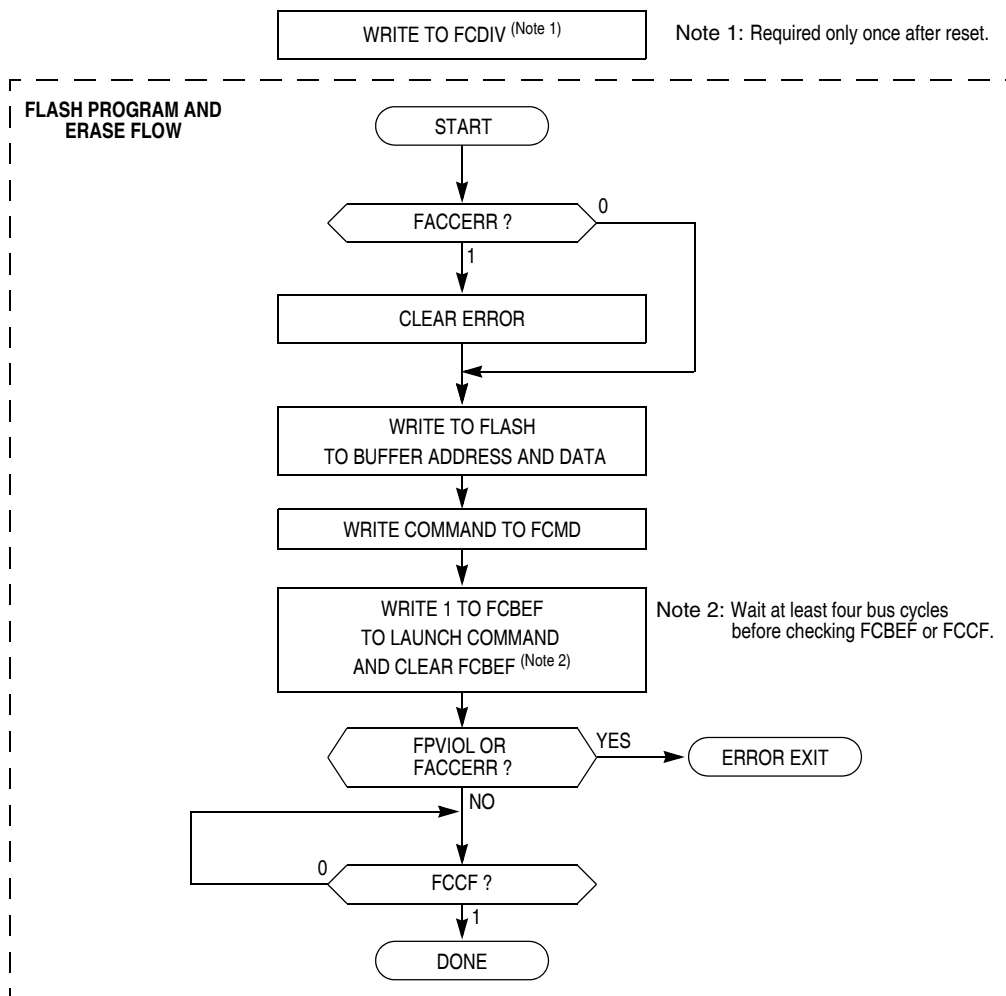 WRITE TO FCDIV (Note 1)
Note 1: Required only once after reset.
FLASH PROGRAM AND
ERASE FLOW
START
FACCERR ?
0
1
CLEAR ERROR
WRITE TO FLASH
TO BUFFER ADDRESS AND DATA
WRITE COMMAND TO FCMD
WRITE 1 TO FCBEF
TO LAUNCH COMMAND
AND CLEAR FCBEF (Note 2)
Note 2: Wait at least four bus cycles
before checking FCBEF or FCCF.
FPVIOL OR
FACCERR ?
YES
ERROR EXIT
NO
0
FCCF ?
1
DONE